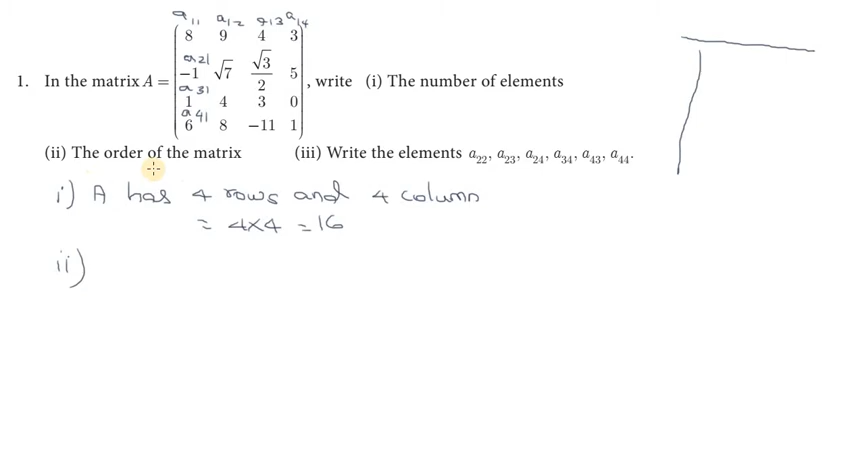 a11 a12 a13 a14
8 9 4 3
a21
1. In the matrix A = −1 √7 √3/2 5 , write (i) The number of elements
a31
1 4 3 0
a41
6 8 −11 1
(ii) The order of the matrix (iii) Write the elements a22, a23, a24, a34, a43, a44.
i) A has 4 rows and 4 column
= 4×4 = 16
ii)